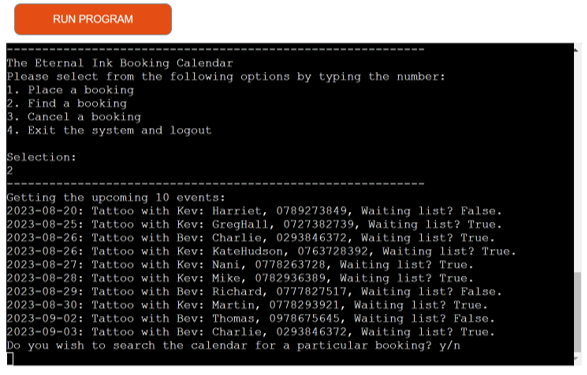 RUN PROGRAM
----------------------------------------------------------------
The Eternal Ink Booking Calendar
Please select from the following options by typing the number:
1. Place a booking
2. Find a booking
3. Cancel a booking
4. Exit the system and logout
Selection:
2
----------------------------------------------------------------
Getting the upcoming 10 events:
2023-08-20: Tattoo with Kev: Harriet, 0789273849, Waiting list? False.
2023-08-25: Tattoo with Kev: GregHall, 0727382739, Waiting list? True.
2023-08-26: Tattoo with Bev: Charlie, 0293846372, Waiting list? True.
2023-08-26: Tattoo with Kev: KateHudson, 0763728392, Waiting list? True.
2023-08-27: Tattoo with Kev: Nani, 0778263728, Waiting list? True.
2023-08-28: Tattoo with Kev: Mike, 0782936389, Waiting list? True.
2023-08-29: Tattoo with Bev: Richard, 0777827517, Waiting list? False.
2023-08-30: Tattoo with Kev: Martin, 0778293921, Waiting list? True.
2023-09-02: Tattoo with Bev: Thomas, 0978675645, Waiting list? False.
2023-09-03: Tattoo with Bev: Charlie, 0293846372, Waiting list? True.
Do you wish to search the calendar for a particular booking? y/n